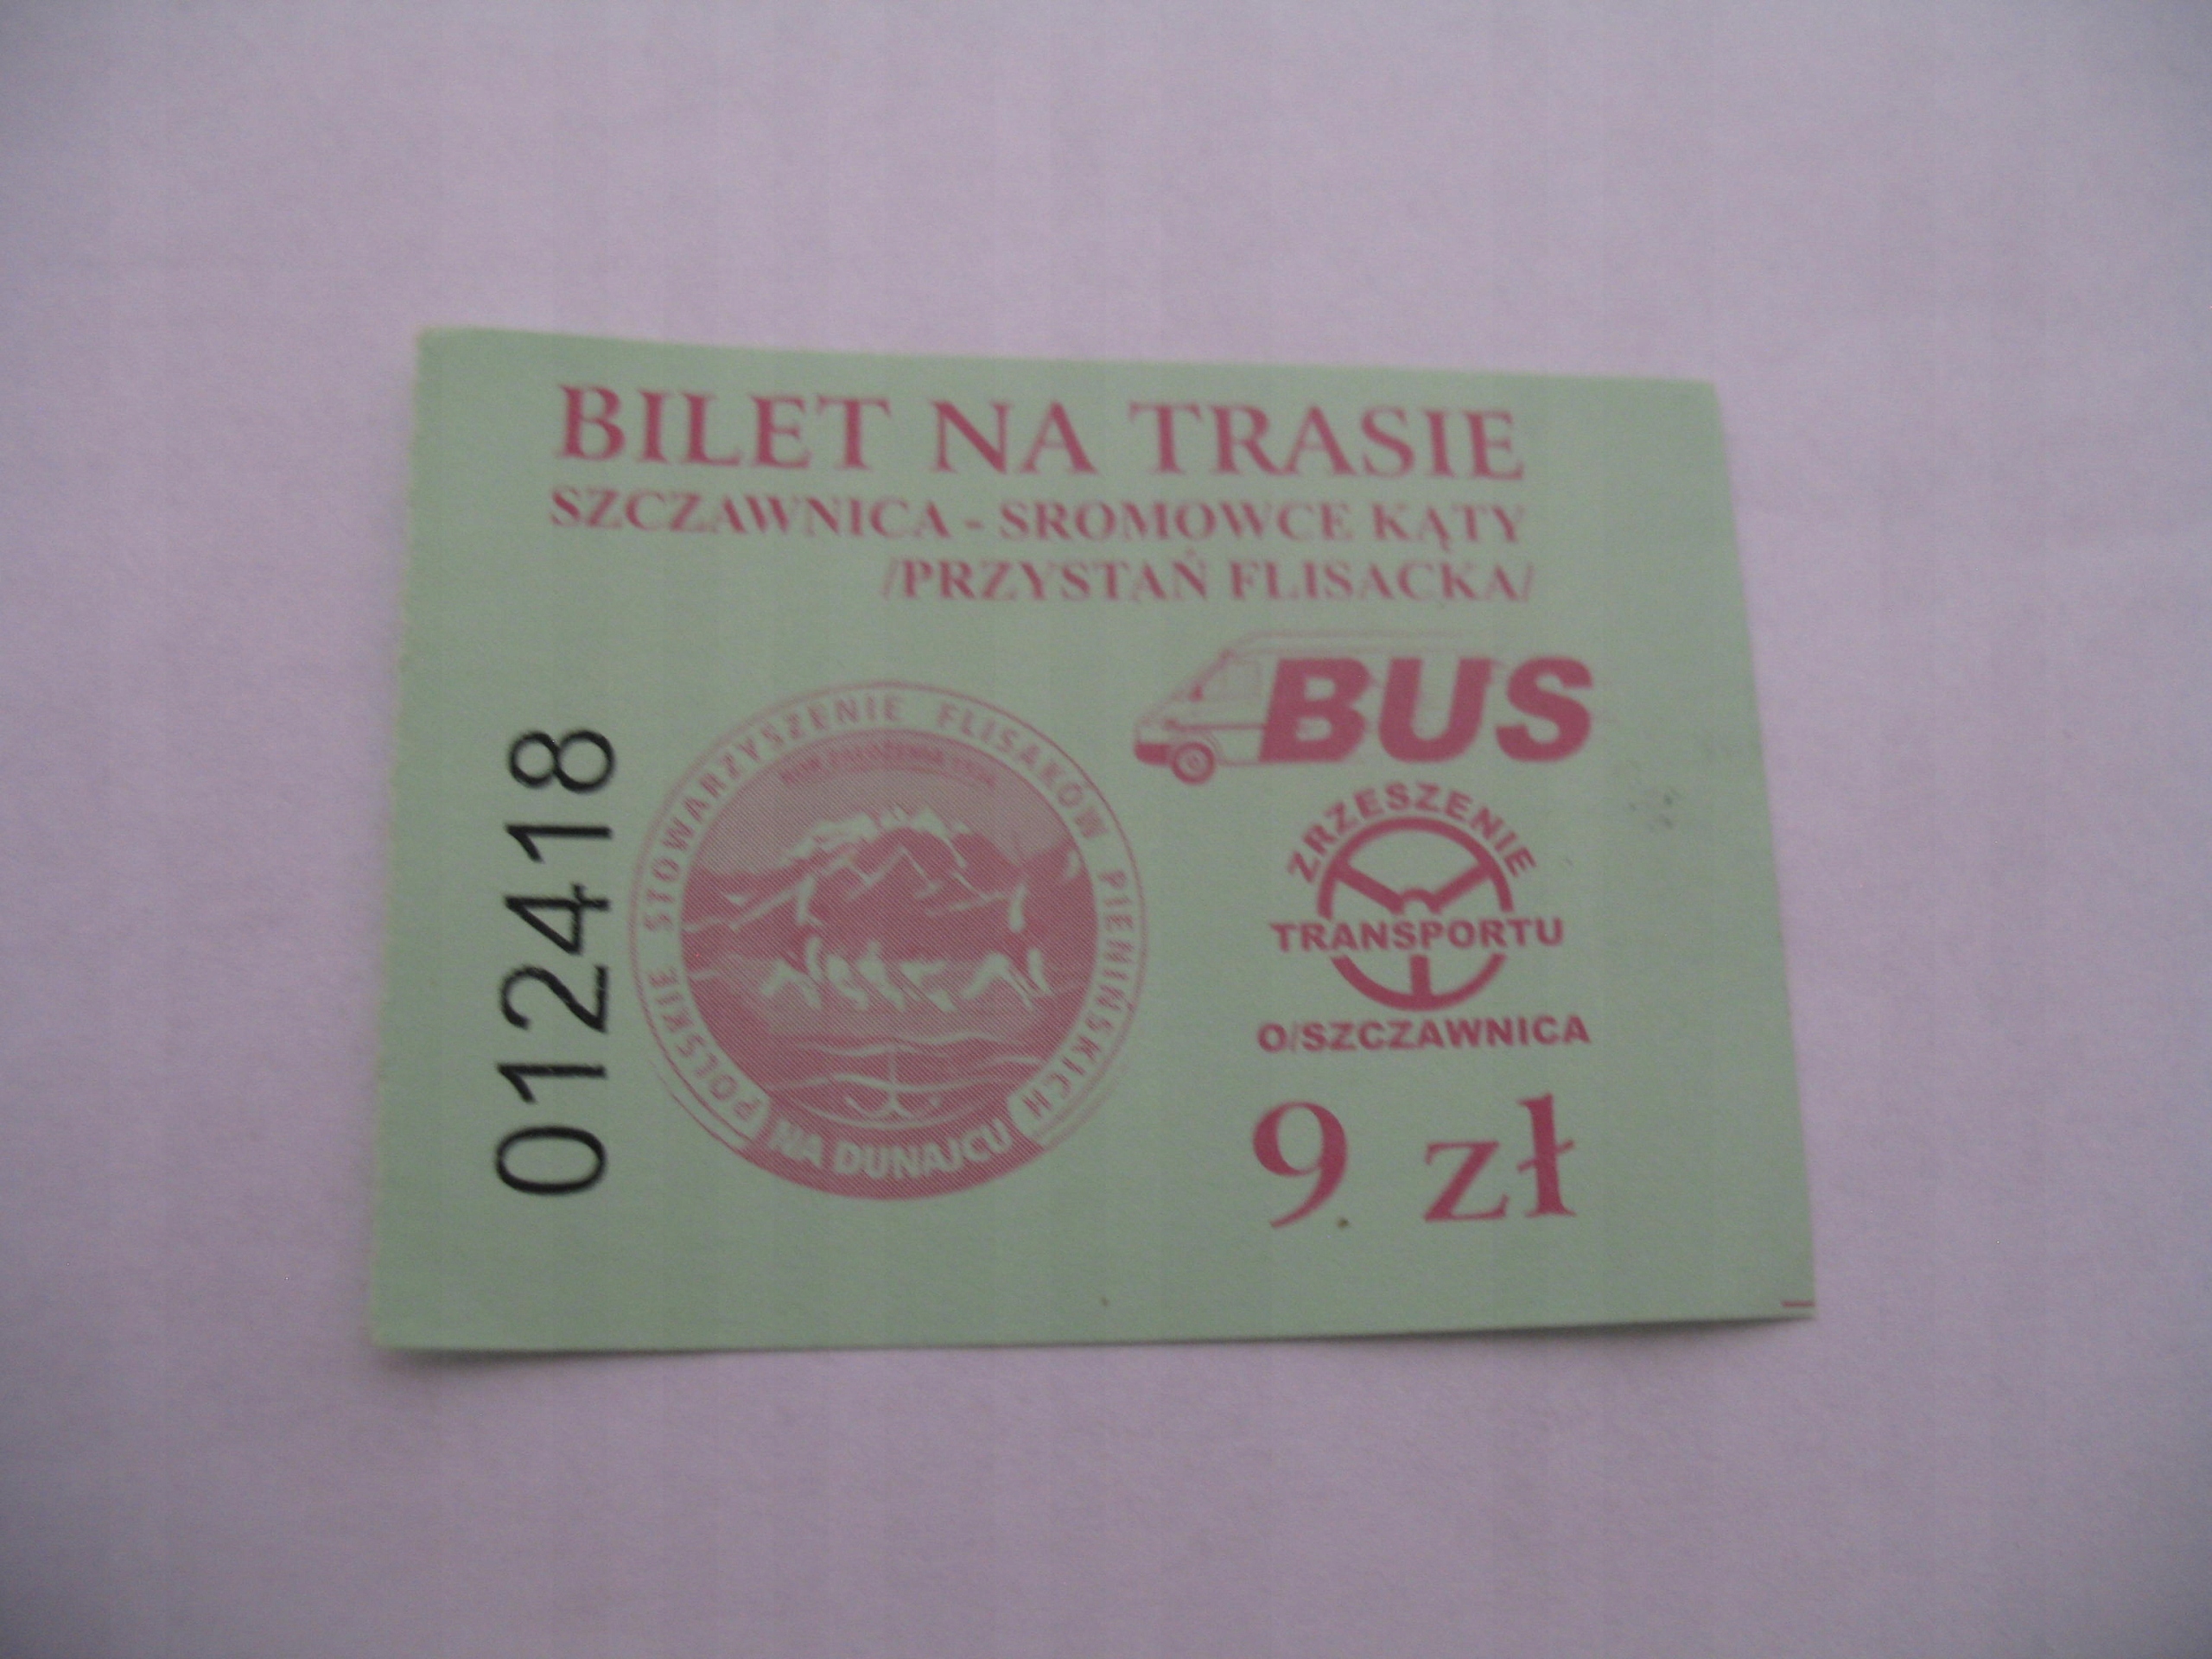 BILET NA TRASIE
SZCZAWNICA - SROMOWCE KĄTY
/PRZYSTAŃ FLISACKA/
BUS
012418
POLSKIE STOWARZYSZENIE FLISAKÓW PIENIŃSKICH
NA DUNAJCU
ZRZESZENIE
TRANSPORTU
O/SZCZAWNICA
9 zł